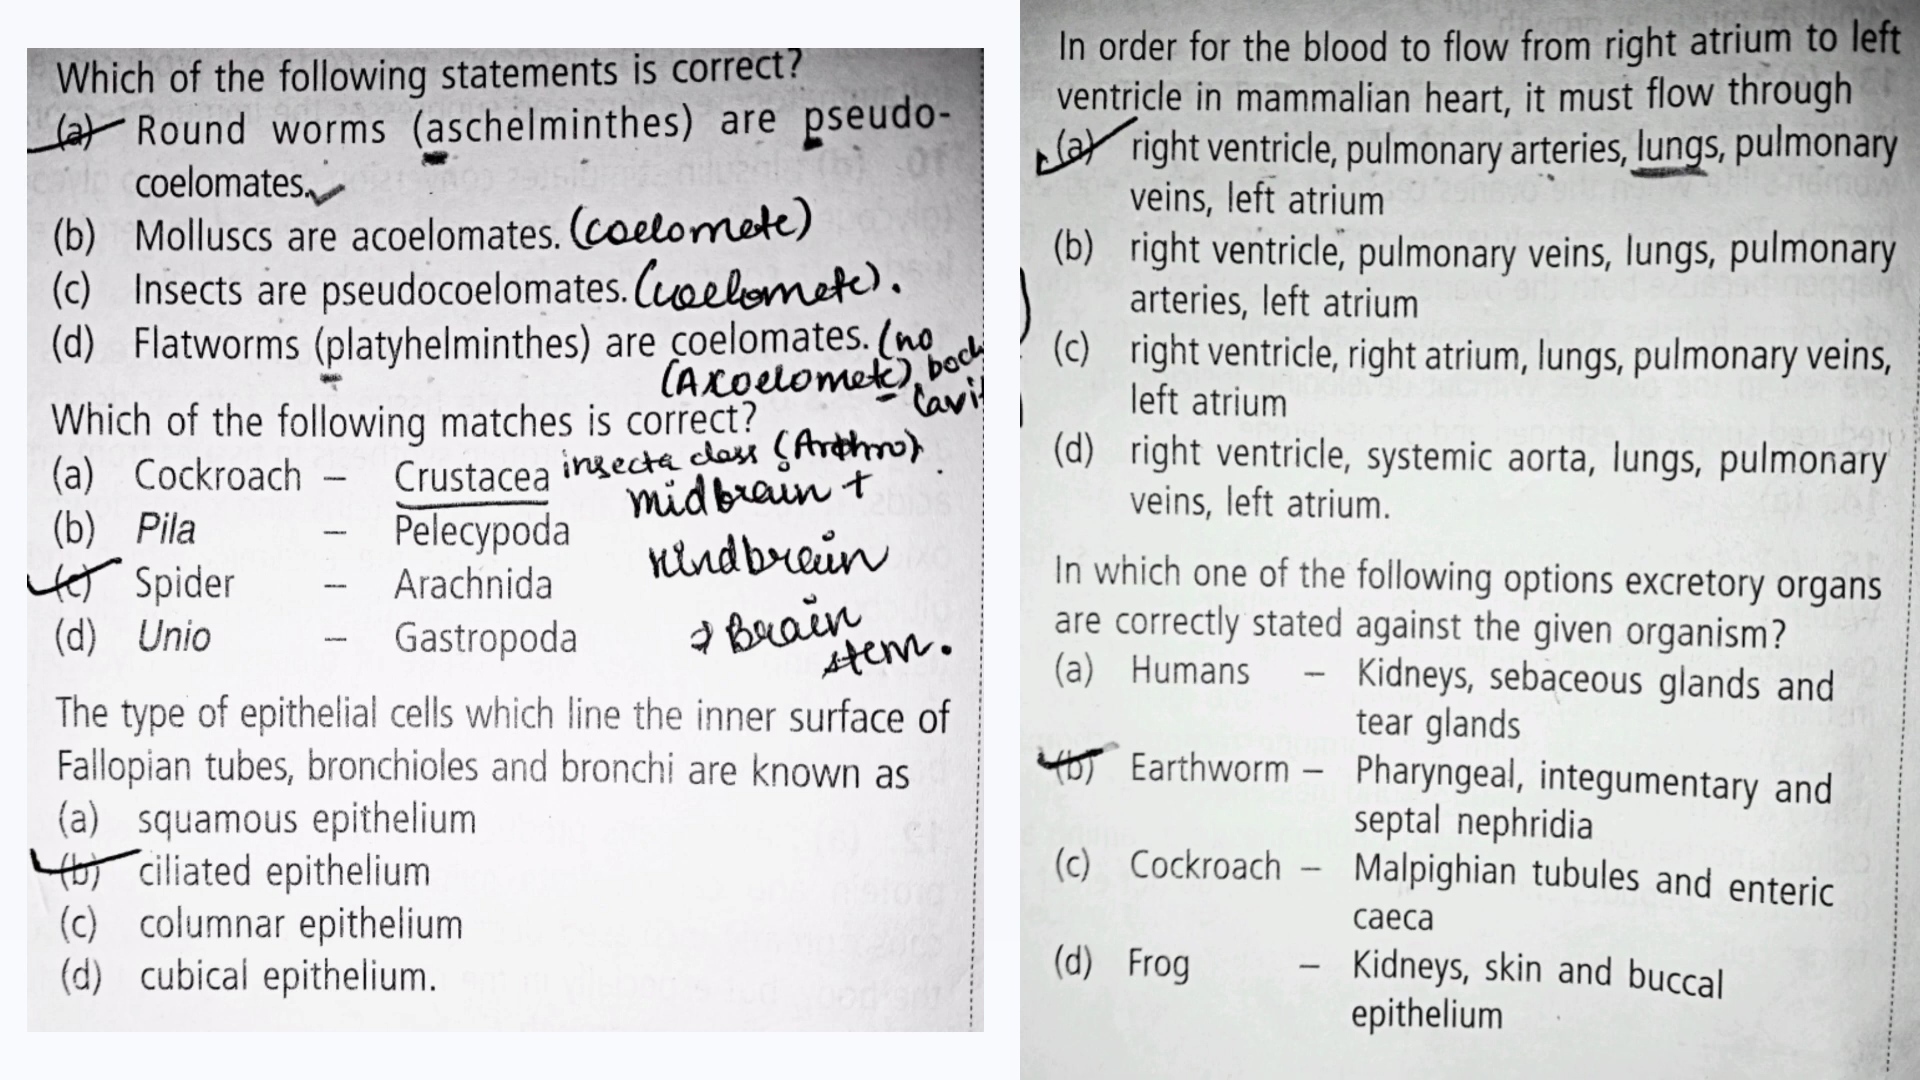 Which of the following statements is correct?
(a) Round worms (aschelminthes) are pseudo-
coelomates.
(b) Molluscs are acoelomates. (coelomete)
(c) Insects are pseudocoelomates. (coelomete).
(d) Flatworms (platyhelminthes) are coelomates. (no
(Acoelomete) body
cavi
Which of the following matches is correct?
(a) Cockroach – Crustacea insecta class (Arthro).
midbrain +
(b) Pila – Pelecypoda
hindbrain
(c) Spider – Arachnida
→ Brain
(d) Unio – Gastropoda
stem.
The type of epithelial cells which line the inner surface of
Fallopian tubes, bronchioles and bronchi are known as
(a) squamous epithelium
(b) ciliated epithelium
(c) columnar epithelium
(d) cubical epithelium.
In order for the blood to flow from right atrium to left
ventricle in mammalian heart, it must flow through
(a) right ventricle, pulmonary arteries, lungs, pulmonary
veins, left atrium
(b) right ventricle, pulmonary veins, lungs, pulmonary
arteries, left atrium
(c) right ventricle, right atrium, lungs, pulmonary veins,
left atrium
(d) right ventricle, systemic aorta, lungs, pulmonary
veins, left atrium.
In which one of the following options excretory organs
are correctly stated against the given organism?
(a) Humans – Kidneys, sebaceous glands and
tear glands
(b) Earthworm – Pharyngeal, integumentary and
septal nephridia
(c) Cockroach – Malpighian tubules and enteric
caeca
(d) Frog – Kidneys, skin and buccal
epithelium